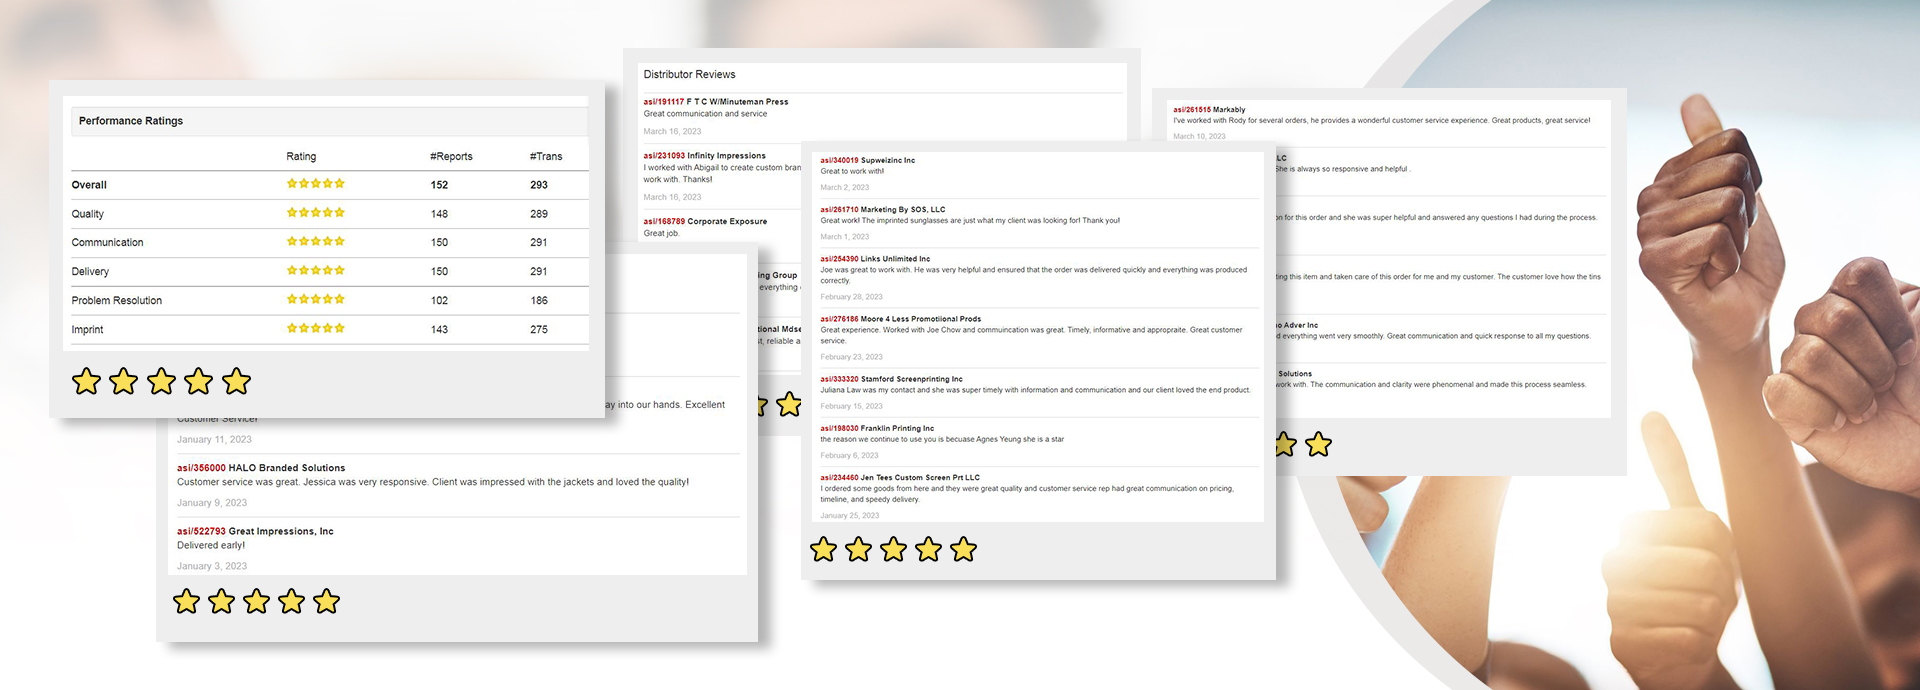 Performance Ratings
Rating #Reports #Trans
Overall 152 293
Quality 148 289
Communication 150 291
Delivery 150 291
Problem Resolution 102 186
Imprint 143 275
ay into our hands. Excellent
Customer Service!
January 11, 2023
asi/356000 HALO Branded Solutions
Customer service was great. Jessica was very responsive. Client was impressed with the jackets and loved the quality!
January 9, 2023
asi/522793 Great Impressions, Inc
Delivered early!
January 3, 2023
Distributor Reviews
asi/191117 F T C W/Minuteman Press
Great communication and service
March 16, 2023
asi/231093 Infinity Impressions
I worked with Abigail to create custom bran
work with. Thanks!
March 16, 2023
asi/168789 Corporate Exposure
Great job.
ing Group
everything
tional Mdse
st, reliable a
asi/340019 Supweizinc Inc
Great to work with!
March 2, 2023
asi/261710 Marketing By SOS, LLC
Great work! The imprinted sunglasses are just what my client was looking for! Thank you!
March 1, 2023
asi/254390 Links Unlimited Inc
Joe was great to work with. He was very helpful and ensured that the order was delivered quickly and everything was produced
correctly.
February 28, 2023
asi/276186 Moore 4 Less Promotiional Prods
Great experience. Worked with Joe Chow and commuincation was great. Timely, informative and appropraite. Great customer
service.
February 23, 2023
asi/333320 Stamford Screenprinting Inc
Juliana Law was my contact and she was super timely with information and communication and our client loved the end product.
February 15, 2023
asi/198030 Franklin Printing Inc
the reason we continue to use you is becuase Agnes Yeung she is a star
February 6, 2023
asi/234460 Jen Tees Custom Screen Prt LLC
I ordered some goods from here and they were great quality and customer service rep had great communication on pricing,
timeline, and speedy delivery.
January 25, 2023
asi/261515 Markably
I've worked with Rody for several orders, he provides a wonderful customer service experience. Great products, great service!
March 10, 2023
LLC
She is always so responsive and helpful .
on for this order and she was super helpful and answered any questions I had during the process.
ting this item and taken care of this order for me and my customer. The customer love how the tins
o Adver Inc
d everything went very smoothly. Great communication and quick response to all my questions.
Solutions
work with. The communication and clarity were phenomenal and made this process seamless.